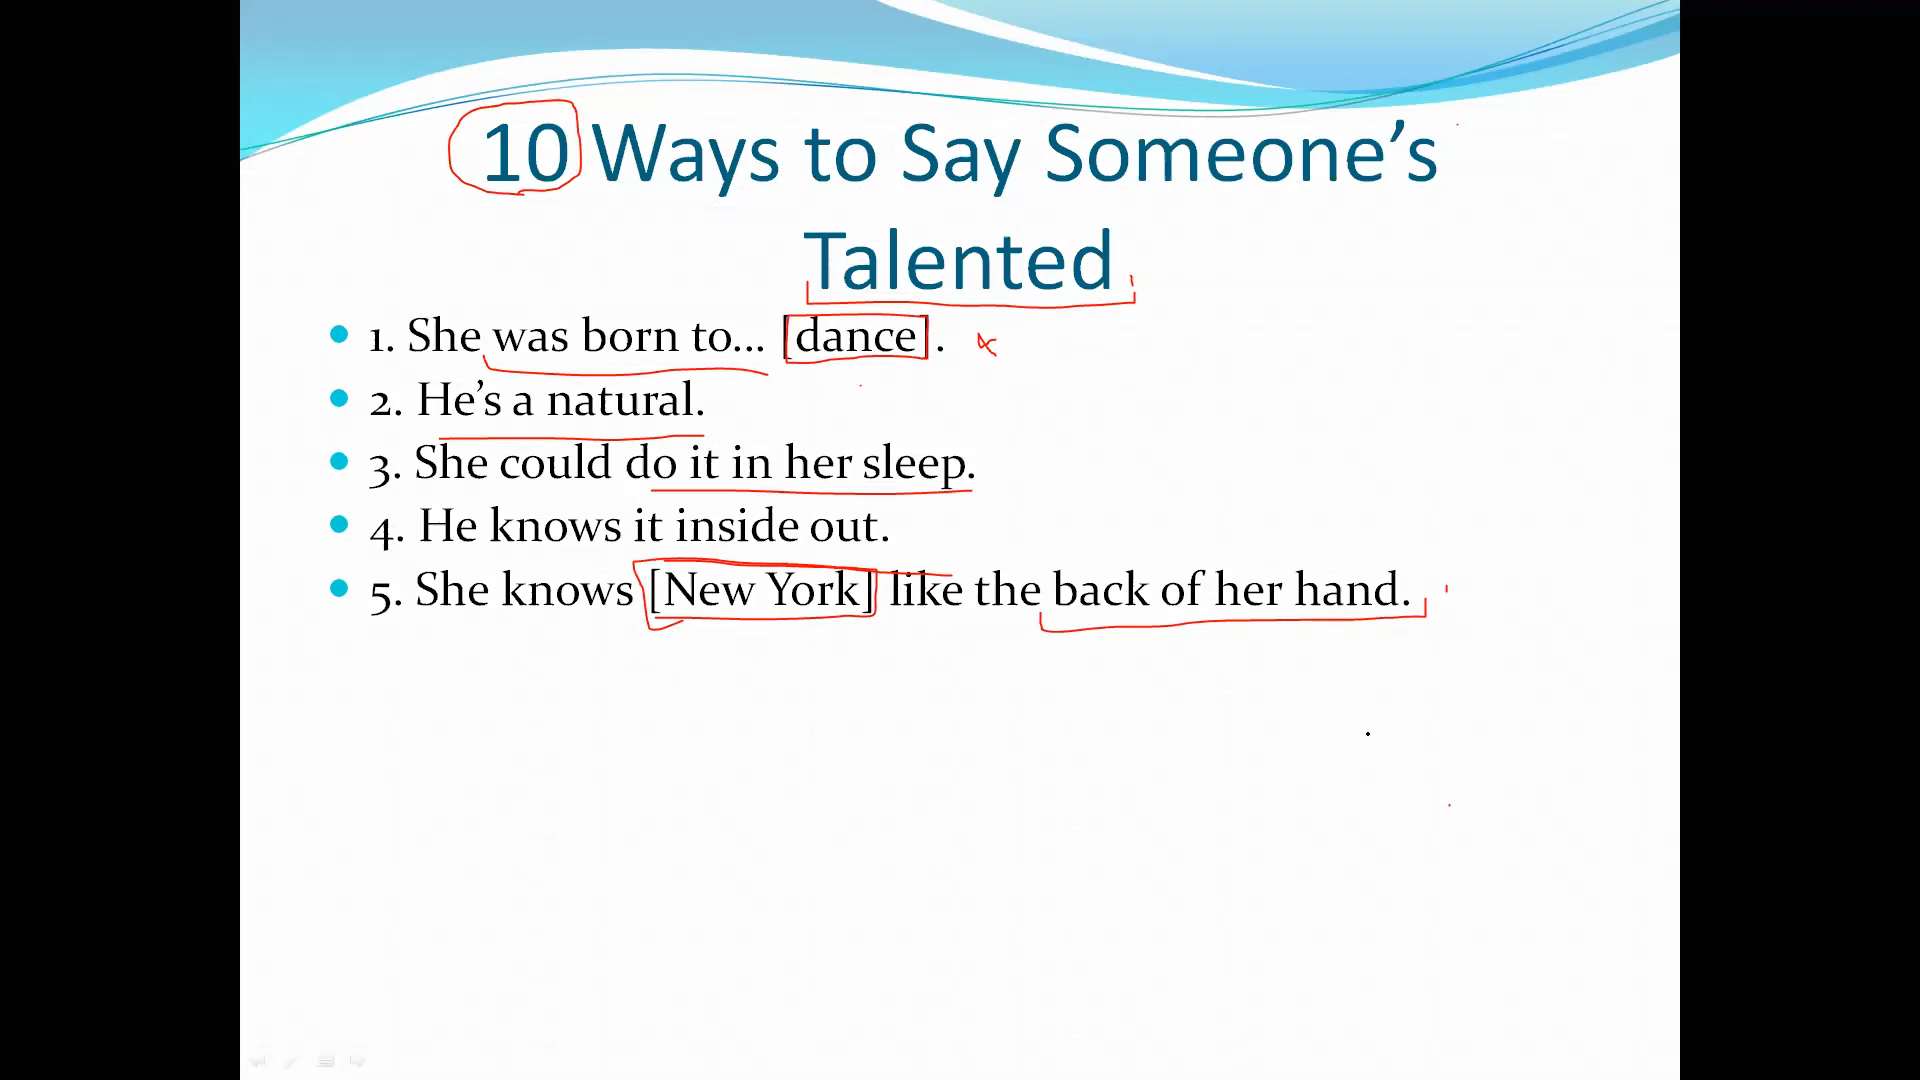 10 Ways to Say Someone’s
Talented
1. She was born to... [dance].
2. He’s a natural.
3. She could do it in her sleep.
4. He knows it inside out.
5. She knows [New York] like the back of her hand.